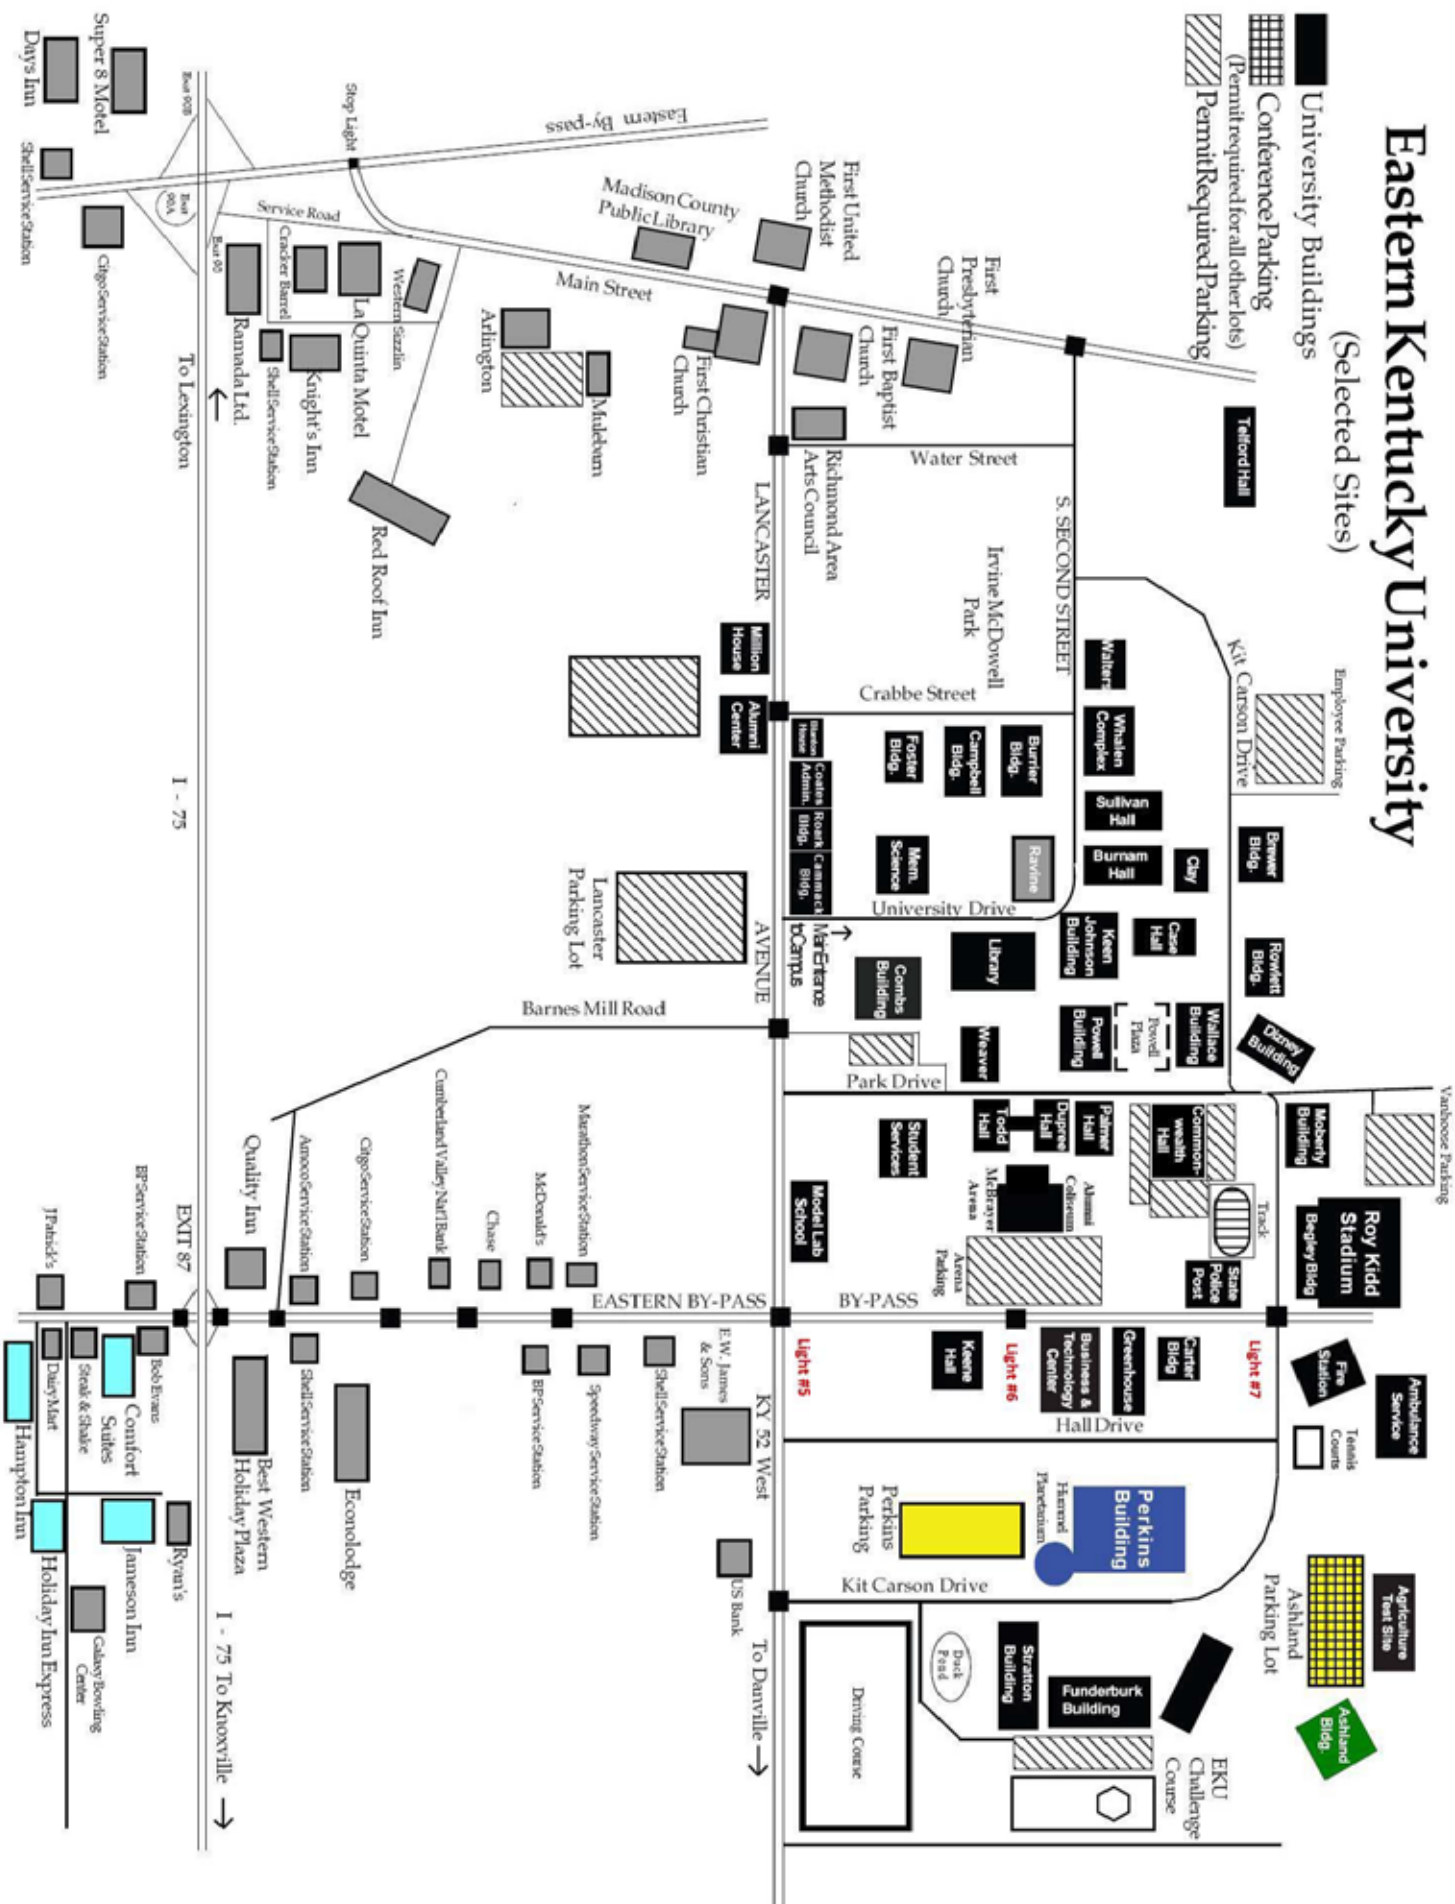 Eastern Kentucky University
(Selected Sites)
University Buildings
Conference Parking
(Permit required for all other lots)
Permit Required Parking
Telford Hall
Employee Parking
Kit Carson Drive
Brewer
Bldg.
Rowlett
Bldg.
Dizney
Building
Vanhoose Parking
Moberly
Building
Roy Kidd
Stadium
Begley Bldg
Fire
Station
Ambulance
Service
Tennis
Courts
Agriculture
Test Site
Ashland
Parking Lot
Ashland
Bldg.
First
Presbyterian
Church
S. SECOND STREET
Walters
Whalen
Complex
Sullivan
Hall
Burnam
Hall
Clay
Case
Hall
Keen
Johnson
Building
Wallace
Building
Powell
Plaza
Powell
Building
Common-
wealth
Hall
Palmer
Hall
Dupree
Hall
Todd
Hall
Track
State
Police
Post
Alumni
Coliseum
McBrayer
Arena
Arena
Parking
Light #7
Carter
Bldg
Greenhouse
Business &
Technology
Center
Light #6
Keene
Hall
Hall Drive
Perkins
Building
Hummel
Planetarium
Perkins
Parking
Kit Carson Drive
EKU
Challenge
Course
Funderburk
Building
Stratton
Building
Duck
Pond
Driving Course
First United
Methodist
Church
First Baptist
Church
Water Street
Richmond Area
Arts Council
Irvine McDowell
Park
Crabbe Street
Burrier
Bldg.
Campbell
Bldg.
Foster
Bldg.
Blanton
House
Coates
Admin.
Roark
Bldg.
Cammack
Bldg.
Mem.
Science
Ravine
University Drive
Main Entrance
to Campus
Library
Combs
Building
Weaver
Park Drive
Student
Services
Model Lab
School
BY-PASS
Light #5
Madison County
Public Library
Main Street
First Christian
Church
LANCASTER
AVENUE
Million
House
Alumni
Center
Lancaster
Parking Lot
Barnes Mill Road
EASTERN BY-PASS
KY 52 West
E.W. James
& Sons
US Bank
To Danville
Eastern By-pass
Stop Light
Arlington
Mulebarn
Western Sizzlin
La Quinta Motel
Cracker Barrel
Knight's Inn
Shell Service Station
Ramada Ltd.
Red Roof Inn
Service Road
Exit 90B
Exit
90A
Exit 90
Super 8 Motel
Days Inn
Shell Service Station
Citgo Service Station
To Lexington
I - 75
EXIT 87
I - 75 To Knoxville
Marathon Service Station
McDonald's
Chase
Cumberland Valley Nat'l Bank
Citgo Service Station
Amoco Service Station
Quality Inn
BP Service Station
J Patrick's
Shell Service Station
Speedway Service Station
BP Service Station
Econolodge
Shell Service Station
Best Western
Holiday Plaza
Bob Evans
Comfort
Suites
Steak & Shake
Dairy Mart
Hampton Inn
Ryan's
Jameson Inn
Galaxy Bowling
Center
Holiday Inn Express